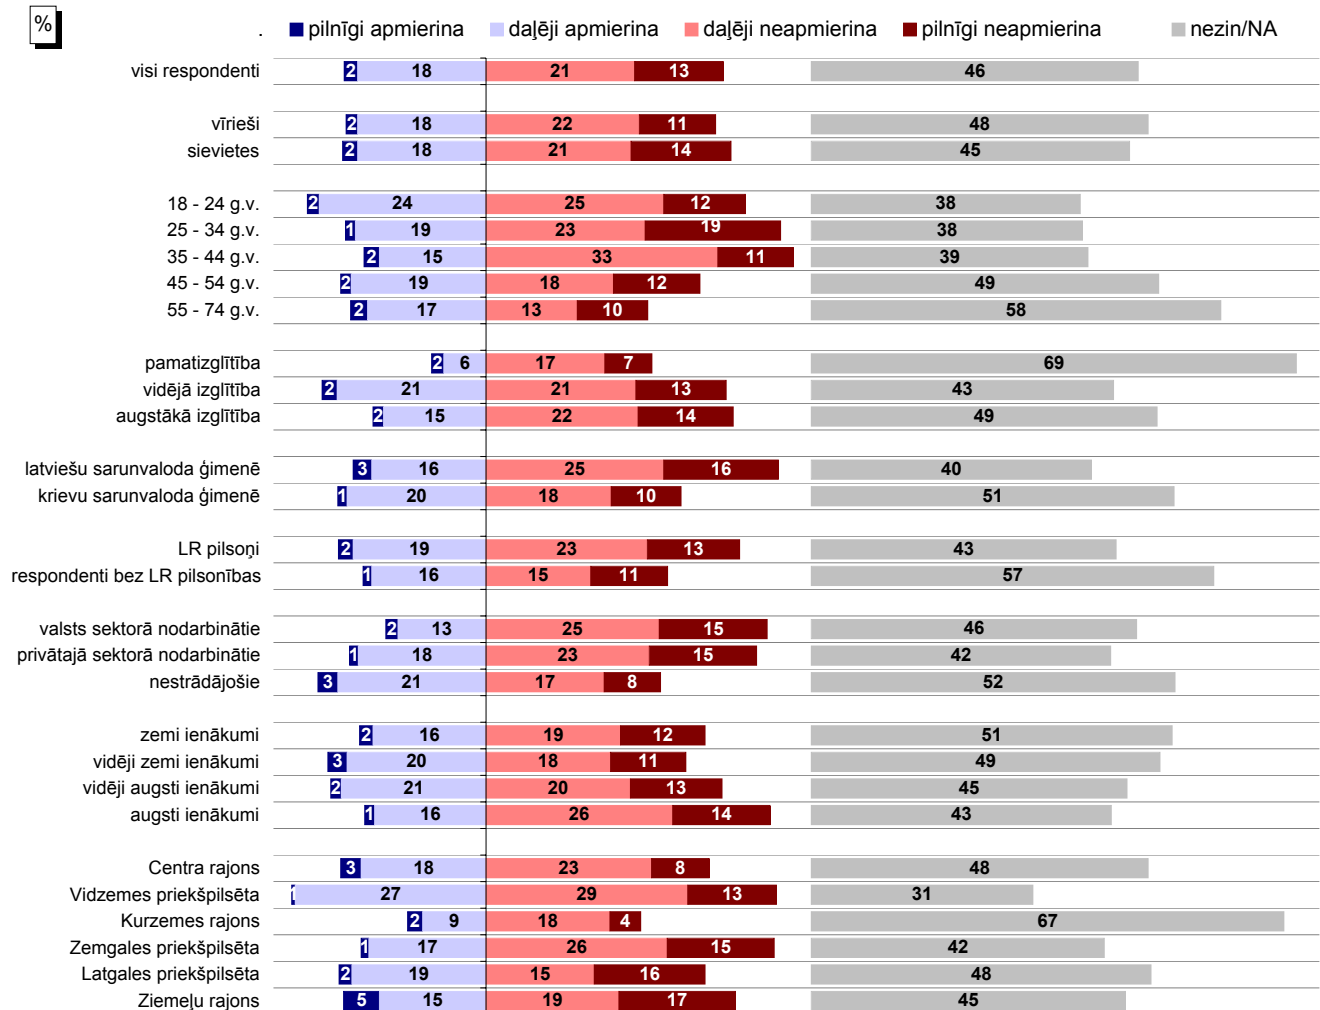 %
. pilnīgi apmierina daļēji apmierina daļēji neapmierina pilnīgi neapmierina nezin/NA
visi respondenti 2 18 21 13 46
vīrieši 2 18 22 11 48
sievietes 2 18 21 14 45
18 - 24 g.v. 2 24 25 12 38
25 - 34 g.v. 1 19 23 19 38
35 - 44 g.v. 2 15 33 11 39
45 - 54 g.v. 2 19 18 12 49
55 - 74 g.v. 2 17 13 10 58
pamatizglītība 2 6 17 7 69
vidējā izglītība 2 21 21 13 43
augstākā izglītība 2 15 22 14 49
latviešu sarunvaloda ģimenē 3 16 25 16 40
krievu sarunvaloda ģimenē 1 20 18 10 51
LR pilsoņi 2 19 23 13 43
respondenti bez LR pilsonības 1 16 15 11 57
valsts sektorā nodarbinātie 2 13 25 15 46
privātajā sektorā nodarbinātie 1 18 23 15 42
nestrādājošie 3 21 17 8 52
zemi ienākumi 2 16 19 12 51
vidēji zemi ienākumi 3 20 18 11 49
vidēji augsti ienākumi 2 21 20 13 45
augsti ienākumi 1 16 26 14 43
Centra rajons 3 18 23 8 48
Vidzemes priekšpilsēta 1 27 29 13 31
Kurzemes rajons 2 9 18 4 67
Zemgales priekšpilsēta 1 17 26 15 42
Latgales priekšpilsēta 2 19 15 16 48
Ziemeļu rajons 5 15 19 17 45